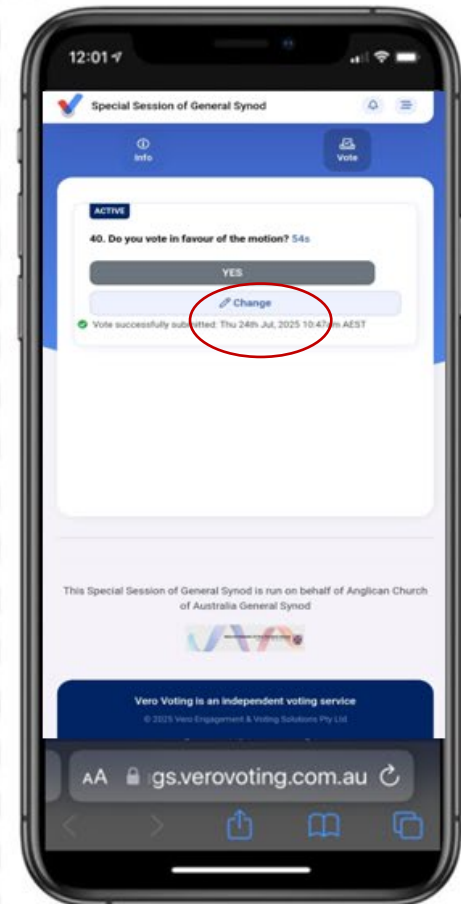 12:01
Special Session of General Synod
Info
Vote
ACTIVE
40. Do you vote in favour of the motion? 54s
YES
Change
Vote successfully submitted: Thu 24th Jul, 2025 10:47am AEST
This Special Session of General Synod is run on behalf of Anglican Church
of Australia General Synod
Vero Voting is an independent voting service
© 2025 Vero Engagement & Voting Solutions Pty Ltd
AA gs.verovoting.com.au